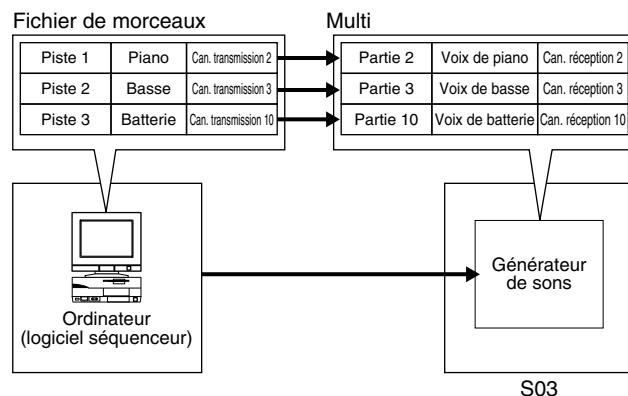 Fichier de morceaux
Multi
Piste 1 Piano Can. transmission 2
Partie 2 Voix de piano Can. réception 2
Piste 2 Basse Can. transmission 3
Partie 3 Voix de basse Can. réception 3
Piste 3 Batterie Can. transmission 10
Partie 10 Voix de batterie Can. réception 10
Ordinateur
(logiciel séquenceur)
Générateur
de sons
S03